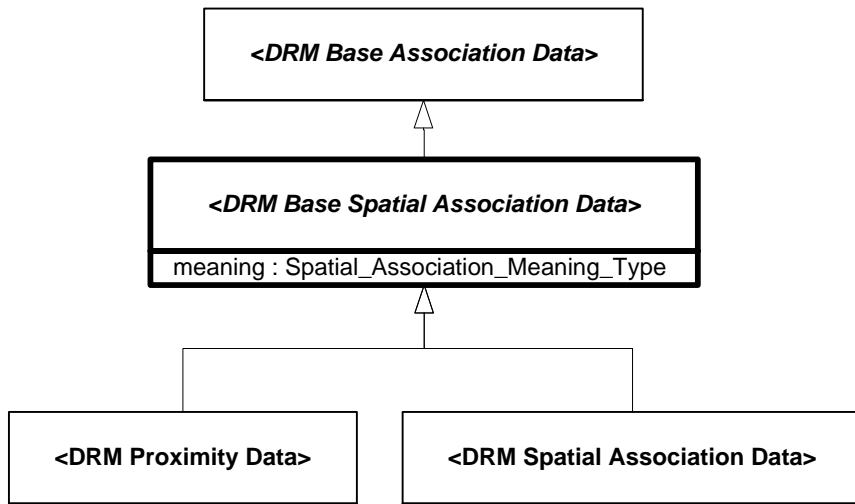 <DRM Base Association Data>
<DRM Base Spatial Association Data>
meaning : Spatial_Association_Meaning_Type
<DRM Proximity Data>
<DRM Spatial Association Data>